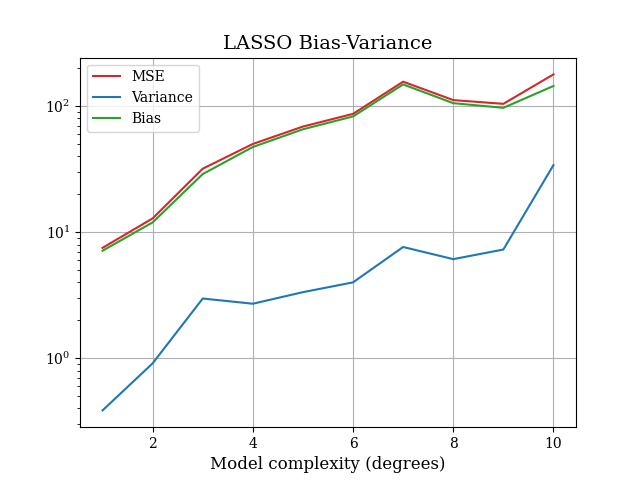 LASSO Bias-Variance
MSE
Variance
Bias
10²
10¹
10⁰
2 4 6 8 10
Model complexity (degrees)